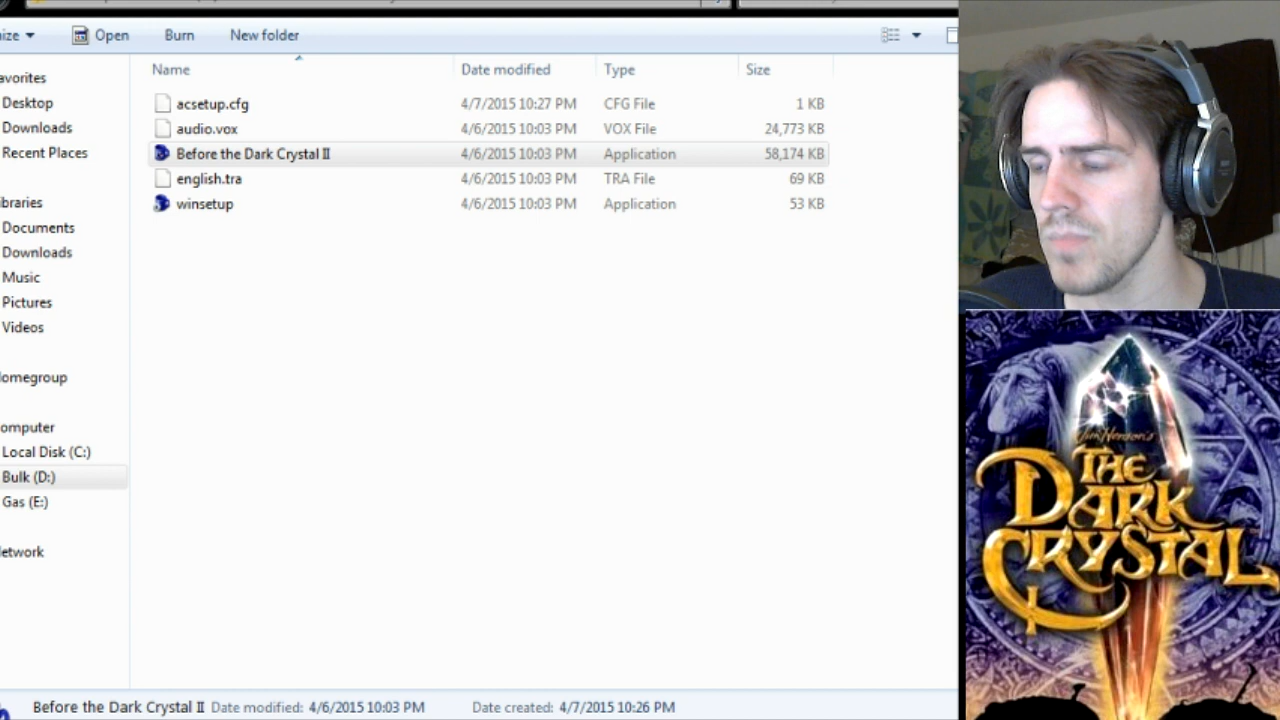 ize Open Burn New folder
Name Date modified Type Size
avorites
Desktop
Downloads
Recent Places
ibraries
Documents
Downloads
Music
Pictures
Videos
omegroup
omputer
Local Disk (C:)
Bulk (D:)
Gas (E:)
etwork
acsetup.cfg 4/7/2015 10:27 PM CFG File 1 KB
audio.vox 4/6/2015 10:03 PM VOX File 24,773 KB
Before the Dark Crystal II 4/6/2015 10:03 PM Application 58,174 KB
english.tra 4/6/2015 10:03 PM TRA File 69 KB
winsetup 4/6/2015 10:03 PM Application 53 KB
Before the Dark Crystal II Date modified: 4/6/2015 10:03 PM Date created: 4/7/2015 10:26 PM
Jim Henson's
THE
DARK
CRYSTAL